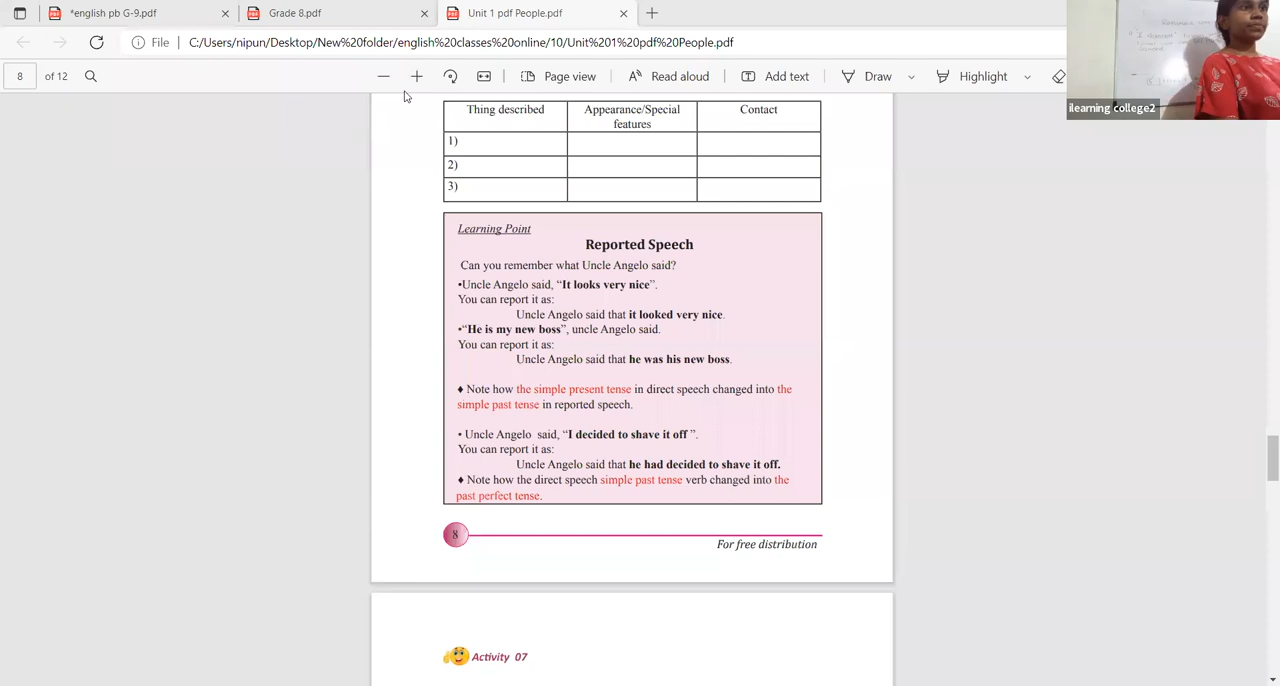 *english pb G-9.pdf
Grade 8.pdf
Unit 1 pdf People.pdf
File
C:/Users/nipun/Desktop/New%20folder/english%20classes%20online/10/Unit%201%20pdf%20People.pdf
8 of 12
Page view
Read aloud
Add text
Draw
Highlight
ilearning college2
Thing described
Appearance/Special
features
Contact
1)
2)
3)
Learning Point
Reported Speech
Can you remember what Uncle Angelo said?
•Uncle Angelo said, “It looks very nice”.
You can report it as:
Uncle Angelo said that it looked very nice.
•“He is my new boss”, uncle Angelo said.
You can report it as:
Uncle Angelo said that he was his new boss.
♦ Note how the simple present tense in direct speech changed into the
simple past tense in reported speech.
• Uncle Angelo said, “I decided to shave it off ”.
You can report it as:
Uncle Angelo said that he had decided to shave it off.
♦ Note how the direct speech simple past tense verb changed into the
past perfect tense.
8
For free distribution
Activity 07